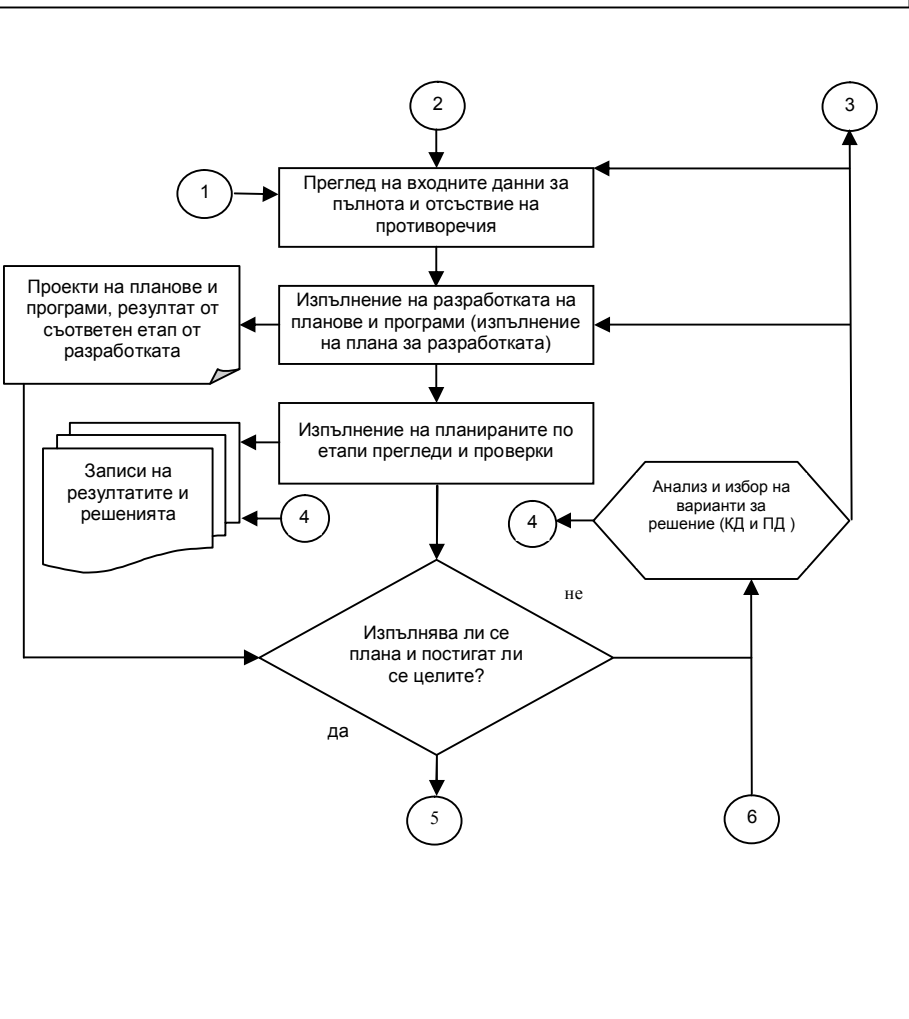 2
3
1
Преглед на входните данни за
пълнота и отсъствие на
противоречия
Проекти на планове и
програми, резултат от
съответен етап от
разработката
Изпълнение на разработката на
планове и програми (изпълнение
на плана за разработката)
Изпълнение на планираните по
етапи прегледи и проверки
Записи на
резултатите и
решенията
4
4
Анализ и избор на
варианти за
решение (КД и ПД )
не
Изпълнява ли се
плана и постигат ли
се целите?
да
5
6